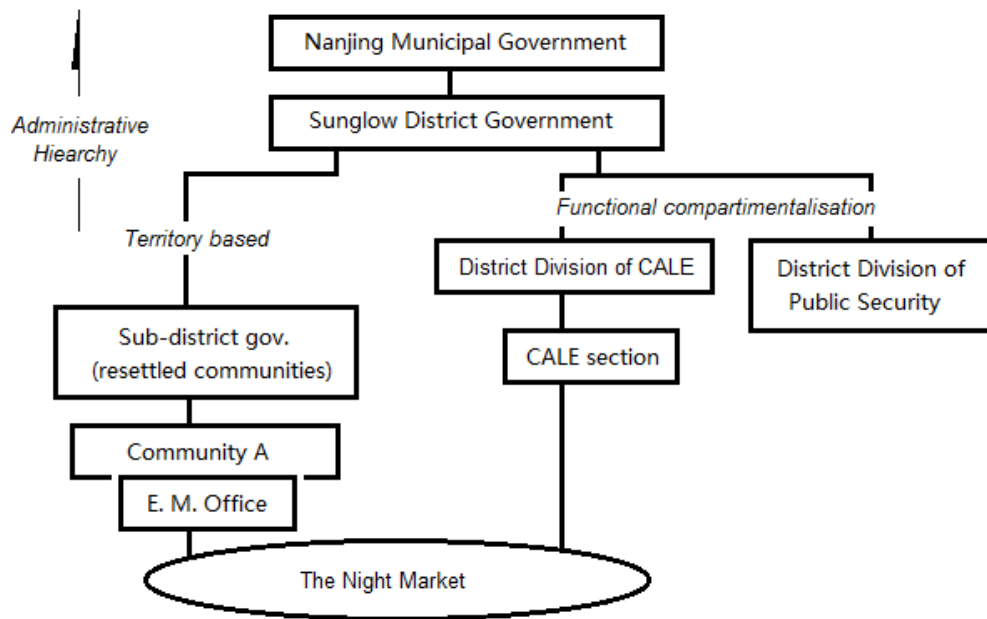 Nanjing Municipal Government
Sunglow District Government
Administrative
Hiearchy
Functional compartimentalisation
Territory based
District Division of CALE
District Division of
Public Security
Sub-district gov.
(resettled communities)
CALE section
Community A
E. M. Office
The Night Market